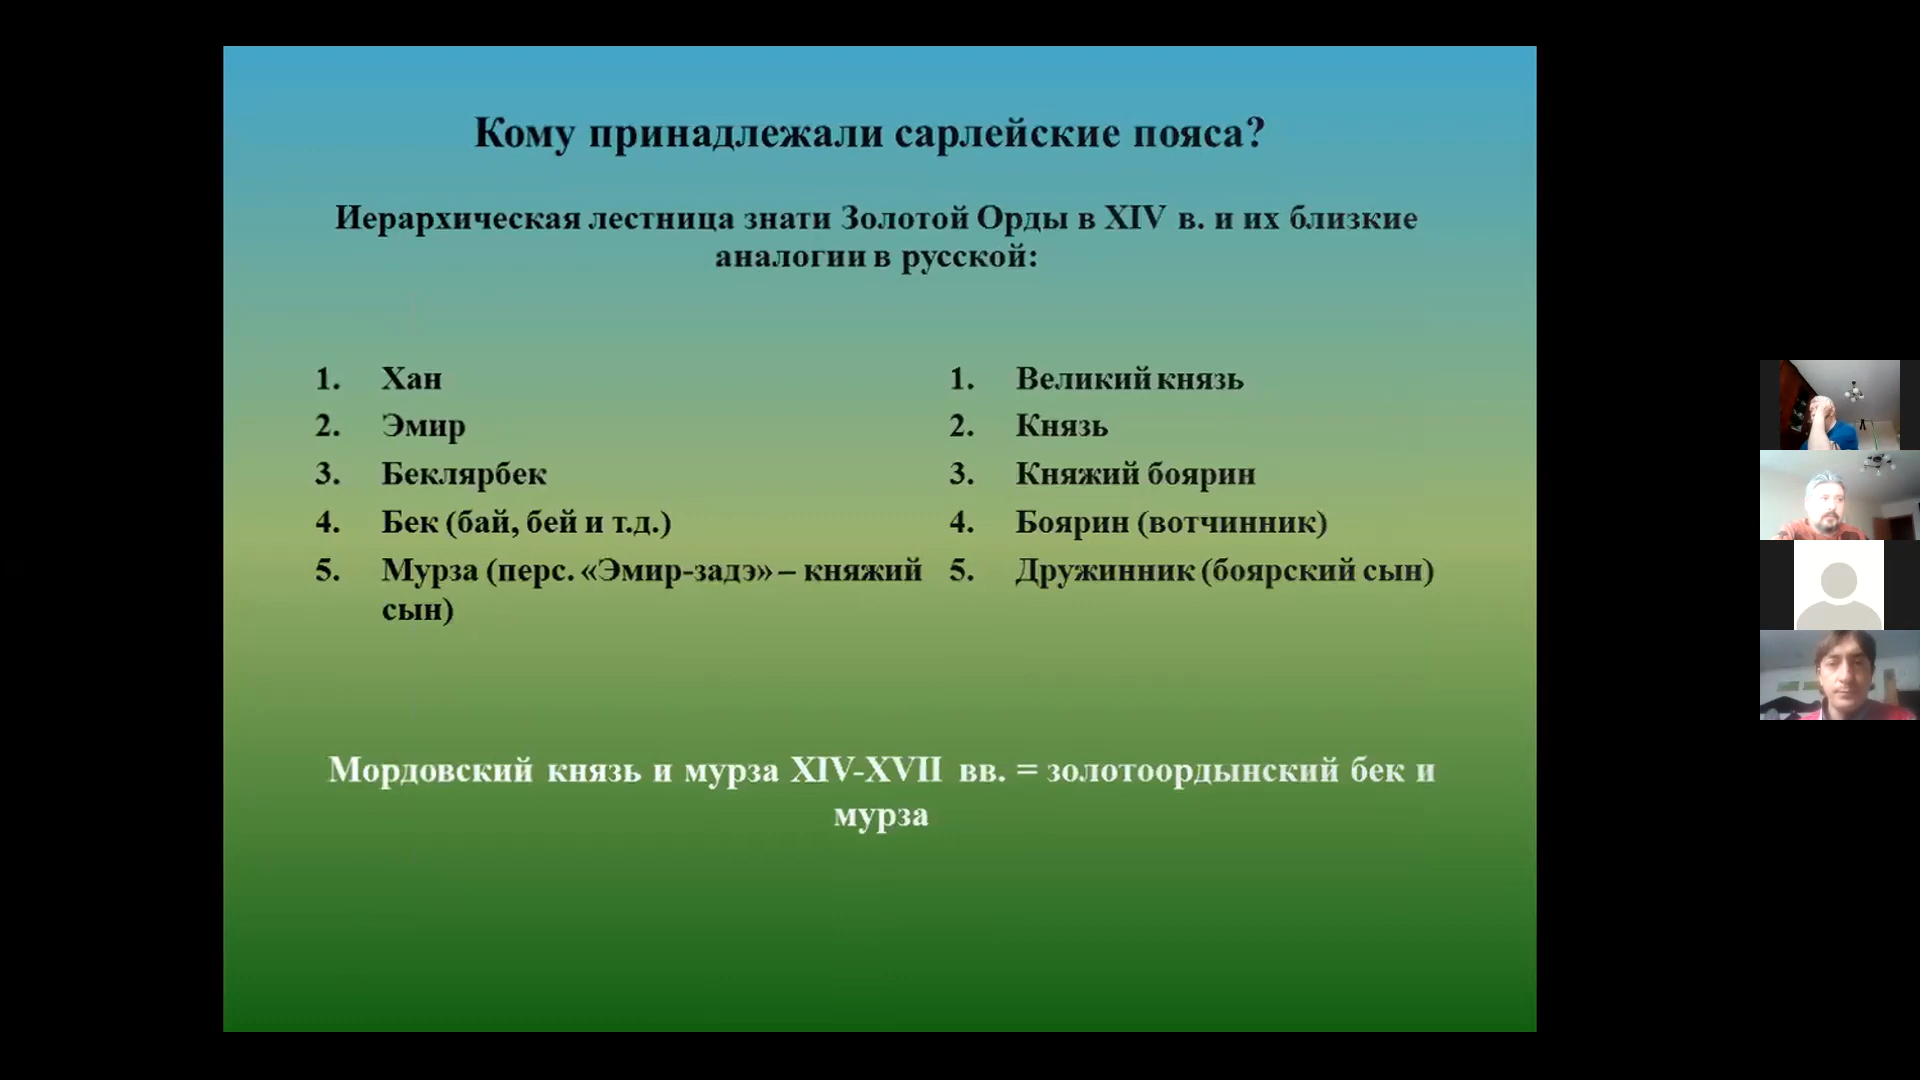 Кому принадлежали сарлейские пояса?
Иерархическая лестница знати Золотой Орды в XIV в. и их близкие
аналогии в русской:
1. Хан
2. Эмир
3. Беклярбек
4. Бек (бай, бей и т.д.)
5. Мурза (перс. «Эмир-задэ» – княжий
сын)
1. Великий князь
2. Князь
3. Княжий боярин
4. Боярин (вотчинник)
5. Дружинник (боярский сын)
Мордовский князь и мурза XIV-XVII вв. = золотоордынский бек и
мурза